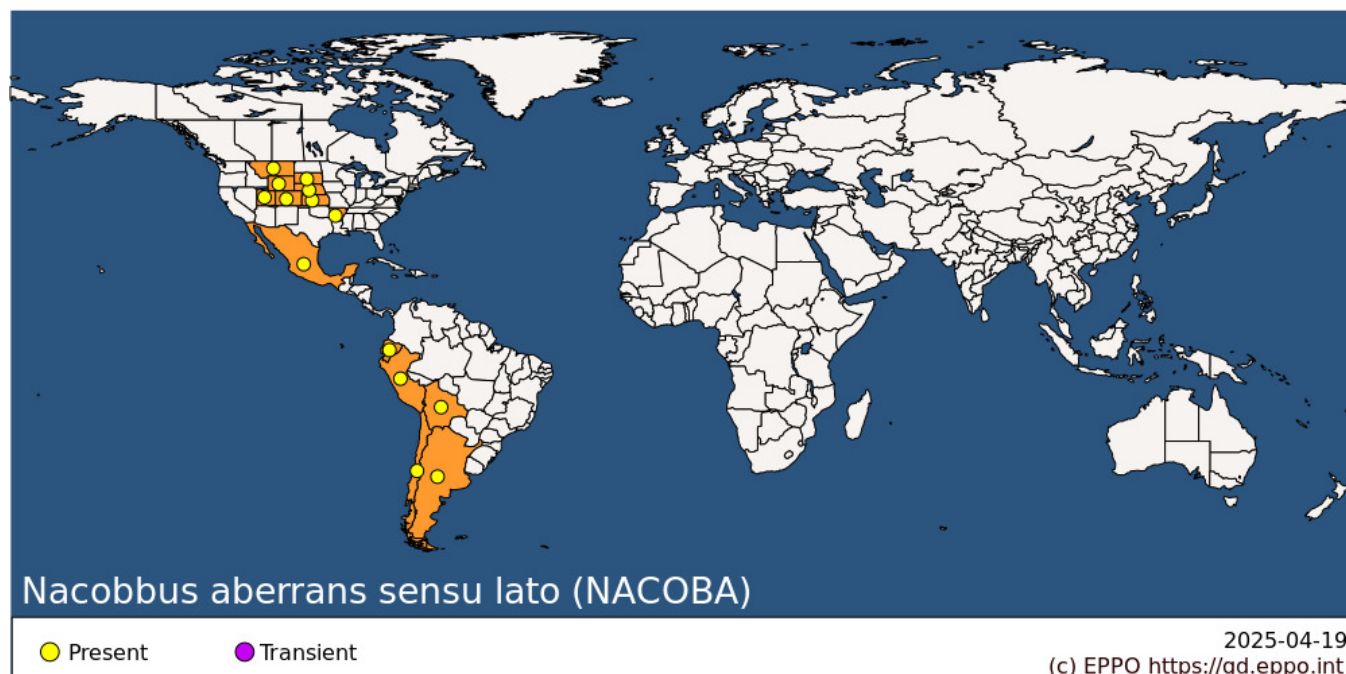 Nacobbus aberrans sensu lato (NACOBA)
Present
Transient
2025-04-19
(c) EPPO https://gd.eppo.int